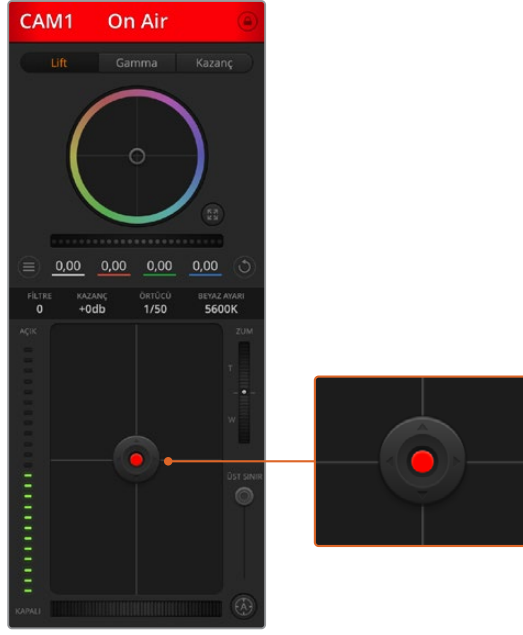 CAM1 On Air
Lift Gamma Kazanç
0,00 0,00 0,00 0,00
FİLTRE KAZANÇ ÖRTÜCÜ BEYAZ AYARI
0 +0db 1/50 5600K
AÇIK ZUM
T
W
ÜST SINIR
KAPALI A